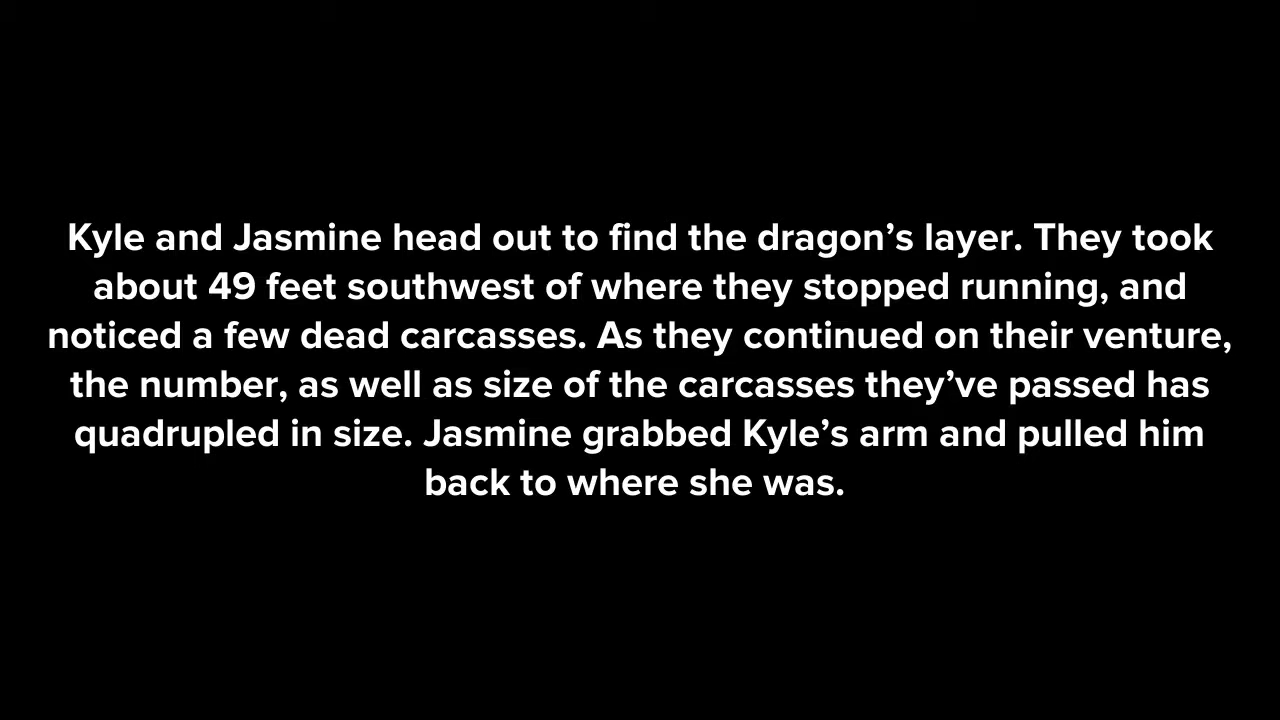 Kyle and Jasmine head out to find the dragon’s layer. They took
about 49 feet southwest of where they stopped running, and
noticed a few dead carcasses. As they continued on their venture,
the number, as well as size of the carcasses they’ve passed has
quadrupled in size. Jasmine grabbed Kyle’s arm and pulled him
back to where she was.